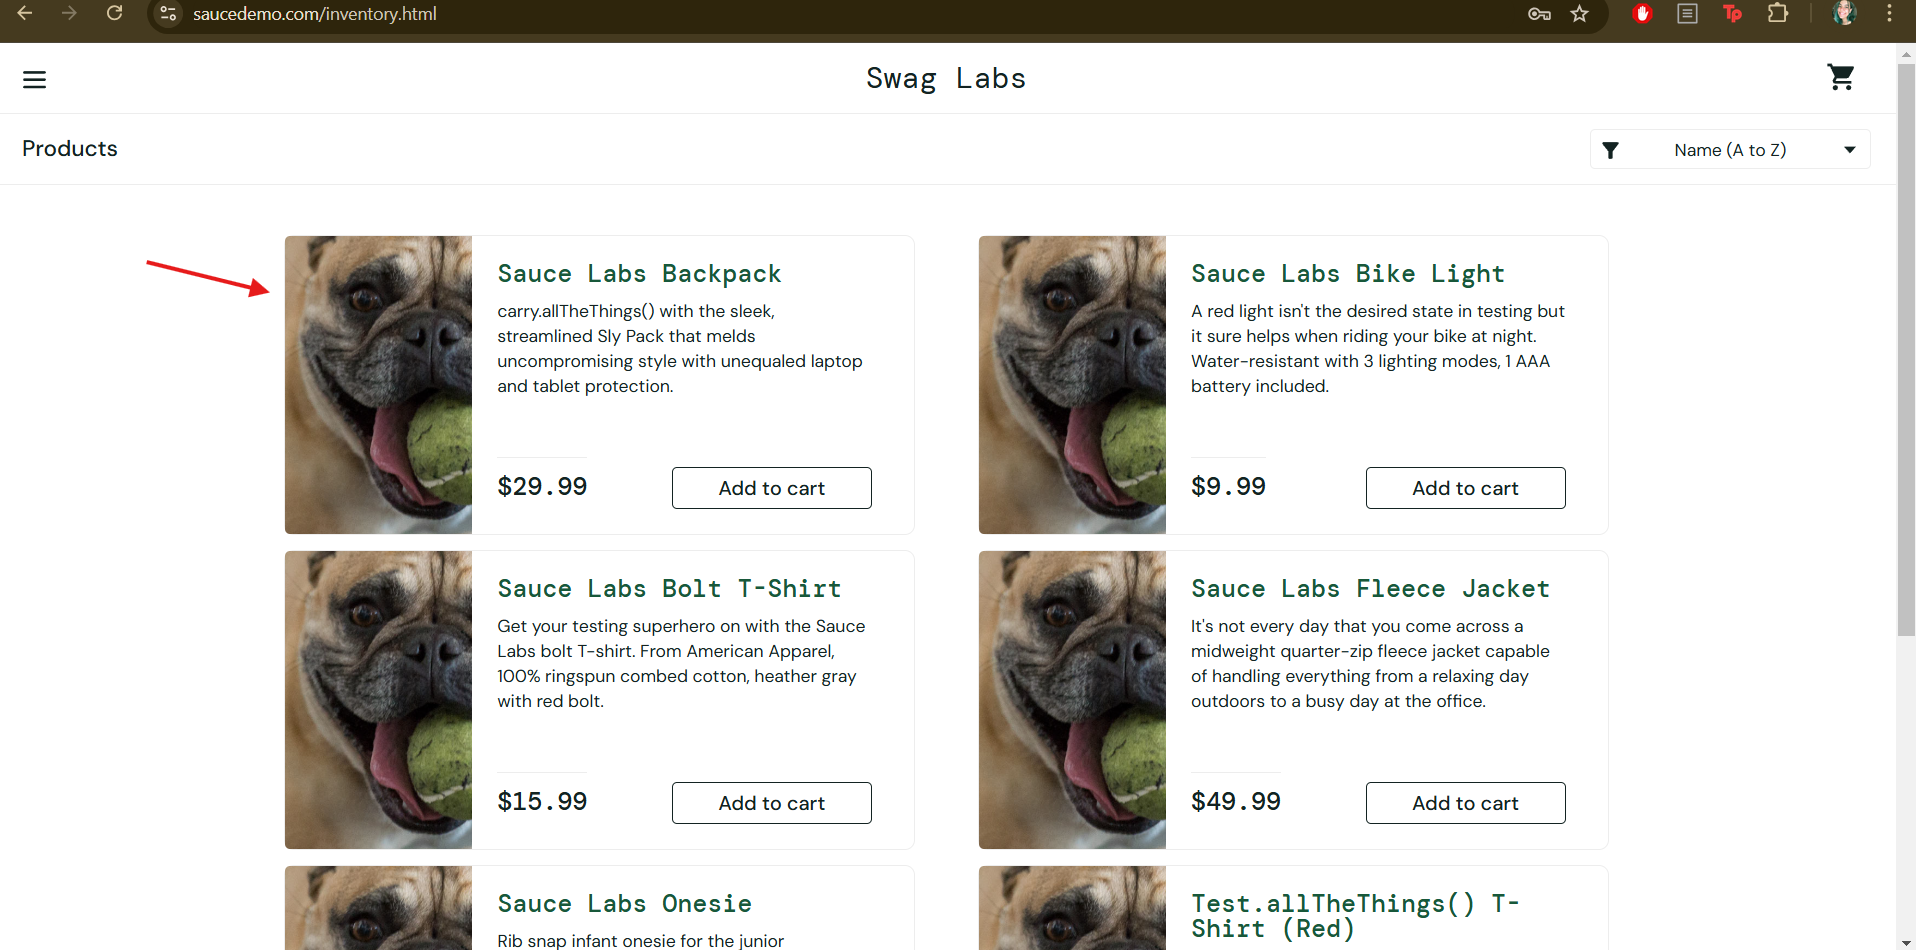 saucedemo.com/inventory.html
Tp
Swag Labs
Products
Name (A to Z)
Sauce Labs Backpack
carry.allTheThings() with the sleek,
streamlined Sly Pack that melds
uncompromising style with unequaled laptop
and tablet protection.
$29.99
Add to cart
Sauce Labs Bike Light
A red light isn't the desired state in testing but
it sure helps when riding your bike at night.
Water-resistant with 3 lighting modes, 1 AAA
battery included.
$9.99
Add to cart
Sauce Labs Bolt T-Shirt
Get your testing superhero on with the Sauce
Labs bolt T-shirt. From American Apparel,
100% ringspun combed cotton, heather gray
with red bolt.
$15.99
Add to cart
Sauce Labs Fleece Jacket
It's not every day that you come across a
midweight quarter-zip fleece jacket capable
of handling everything from a relaxing day
outdoors to a busy day at the office.
$49.99
Add to cart
Sauce Labs Onesie
Rib snap infant onesie for the junior
Test.allTheThings() T-
Shirt (Red)